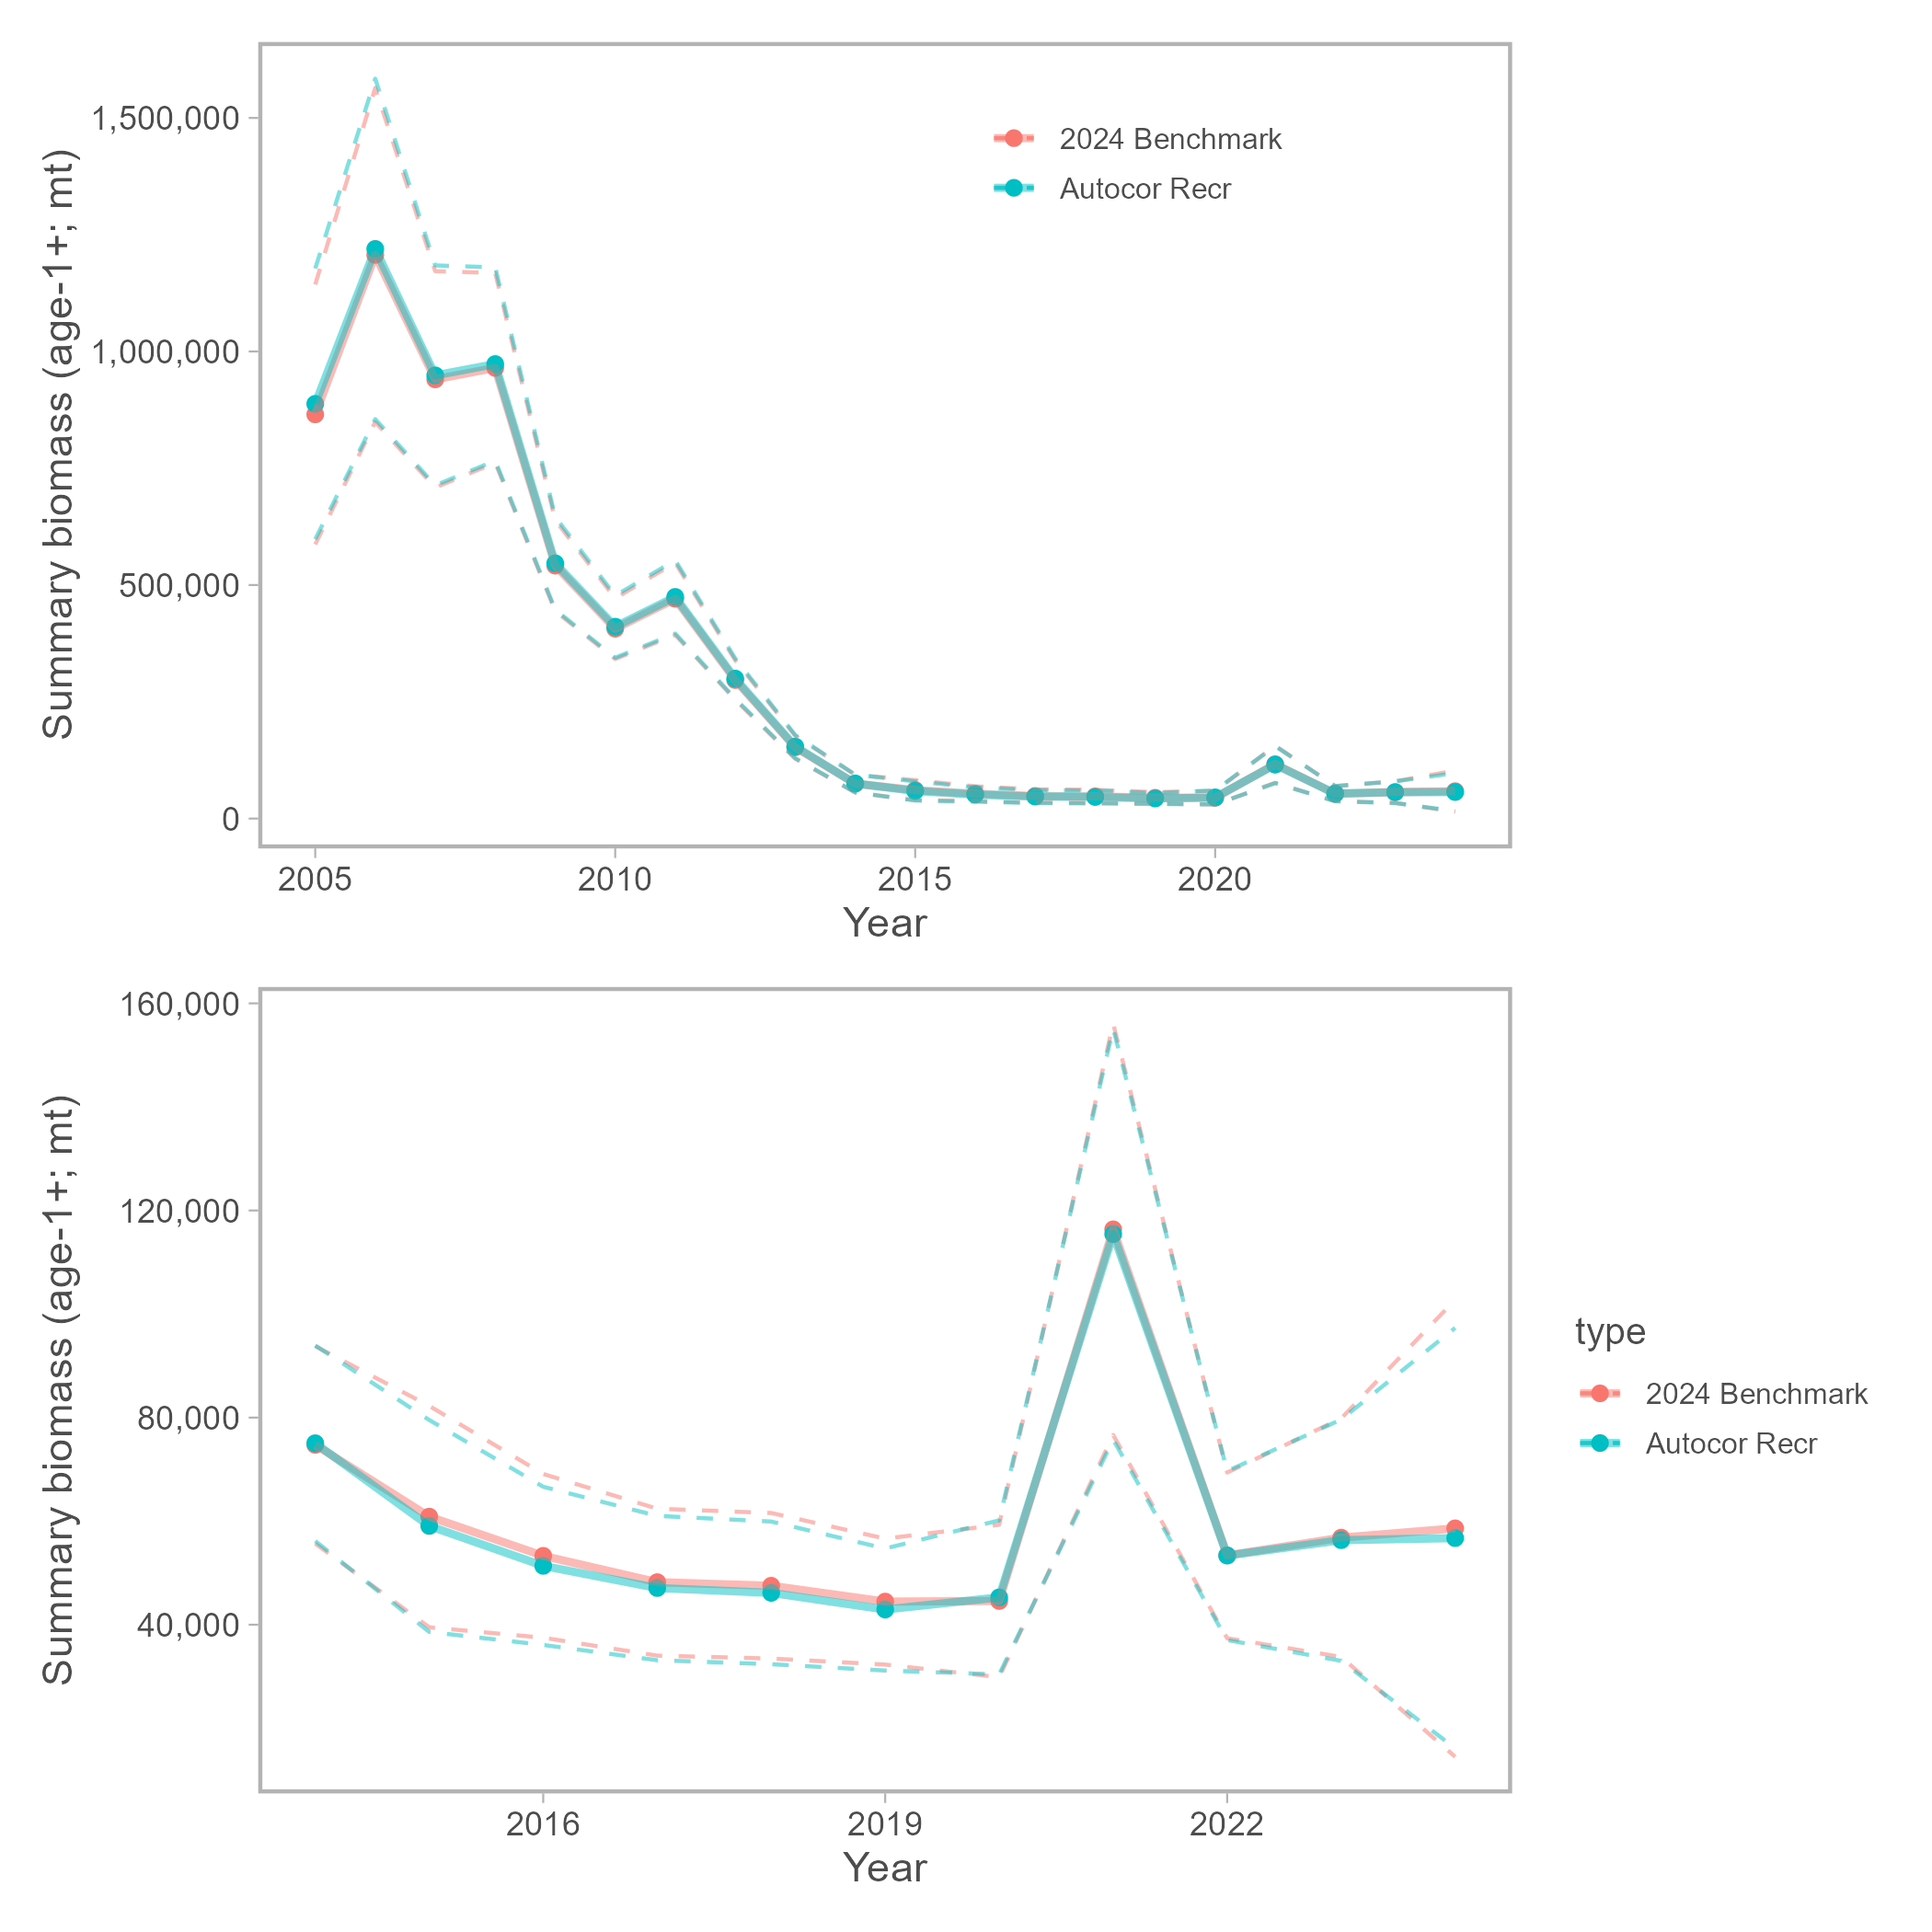 Summary biomass (age-1+; mt)
1,500,000
1,000,000
500,000
0
2024 Benchmark
Autocor Recr
2005
2010
2015
2020
Year
Summary biomass (age-1+; mt)
160,000
120,000
80,000
40,000
2016
2019
2022
Year
type
2024 Benchmark
Autocor Recr